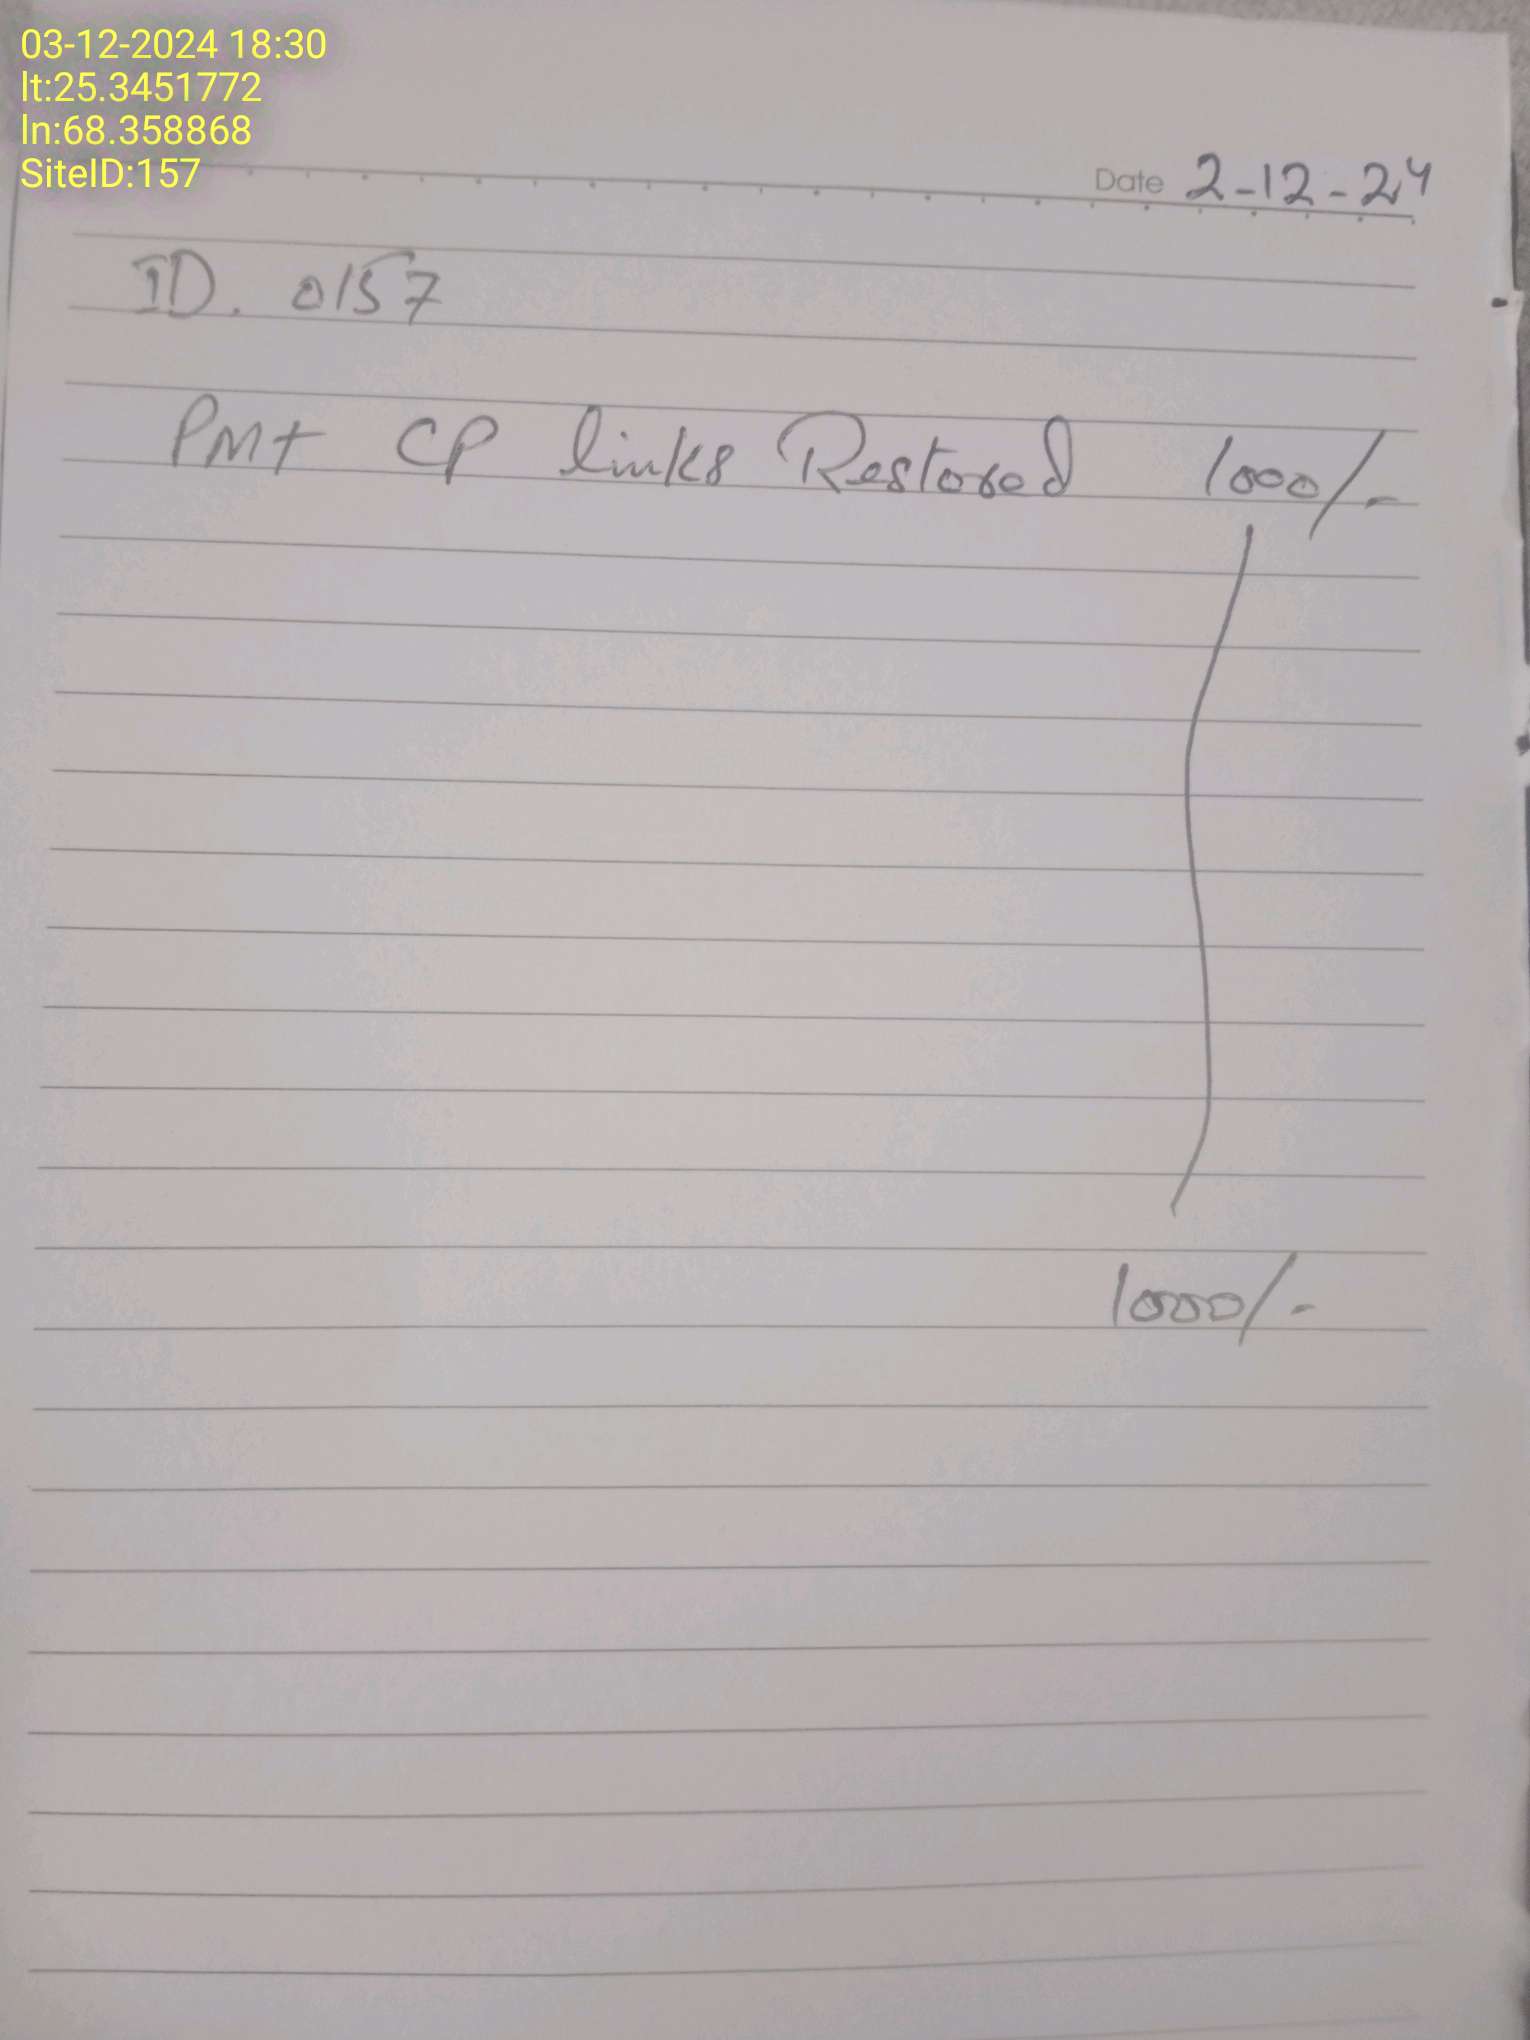 03-12-2024 18:30
lt:25.3451772
ln:68.358868
SiteID:157
Date 2-12-24
ID. 0157
PMT CP links Restored 1000/-
1000/-